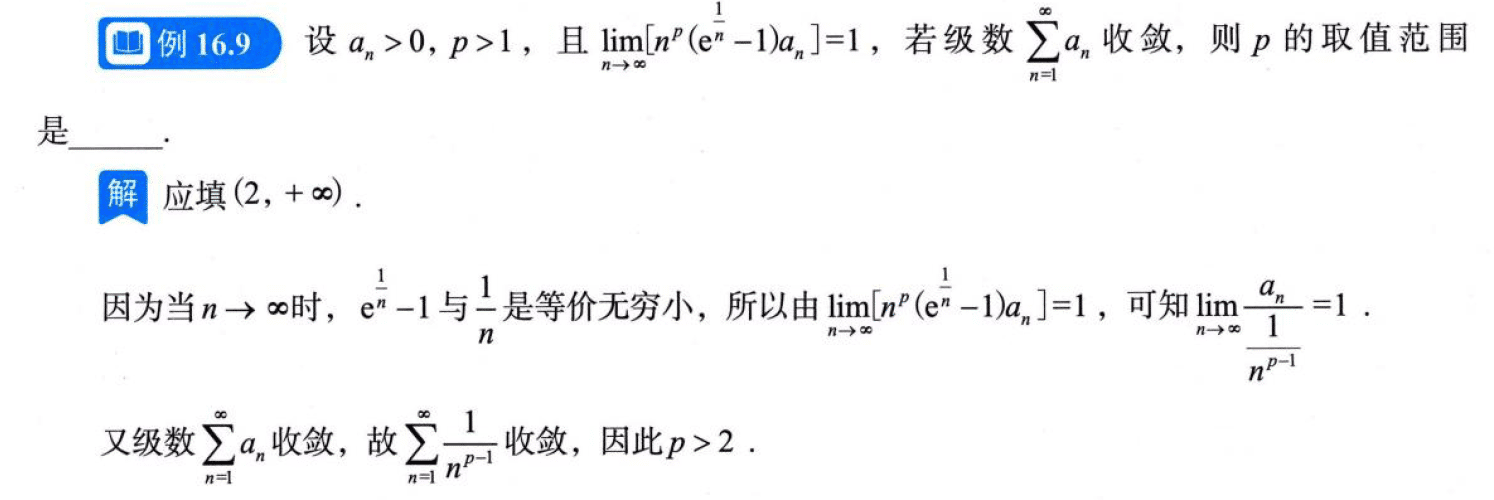 例 16.9 设 $a_n>0, p>1$，且 $\lim\limits_{n\to\infty}[n^p(\mathrm{e}^{\frac{1}{n}}-1)a_n]=1$，若级数 $\sum\limits_{n=1}^{\infty}a_n$ 收敛，则 $p$ 的取值范围
是______.
解 应填$(2,+\infty)$.
因为当$n\to\infty$时，$\mathrm{e}^{\frac{1}{n}}-1$与$\frac{1}{n}$是等价无穷小，所以由$\lim\limits_{n\to\infty}[n^p(\mathrm{e}^{\frac{1}{n}}-1)a_n]=1$，可知$\lim\limits_{n\to\infty}\frac{a_n}{\frac{1}{n^{p-1}}}=1$.
又级数$\sum\limits_{n=1}^{\infty}a_n$收敛，故$\sum\limits_{n=1}^{\infty}\frac{1}{n^{p-1}}$收敛，因此$p>2$.